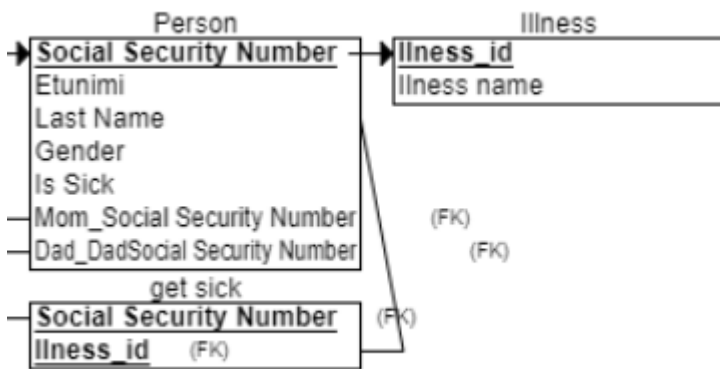 Person
Social Security Number
Etunimi
Last Name
Gender
Is Sick
Mom_Social Security Number (FK)
Dad_DadSocial Security Number (FK)
Illness
Ilness_id
Ilness name
get sick
Social Security Number (FK)
Ilness_id (FK)